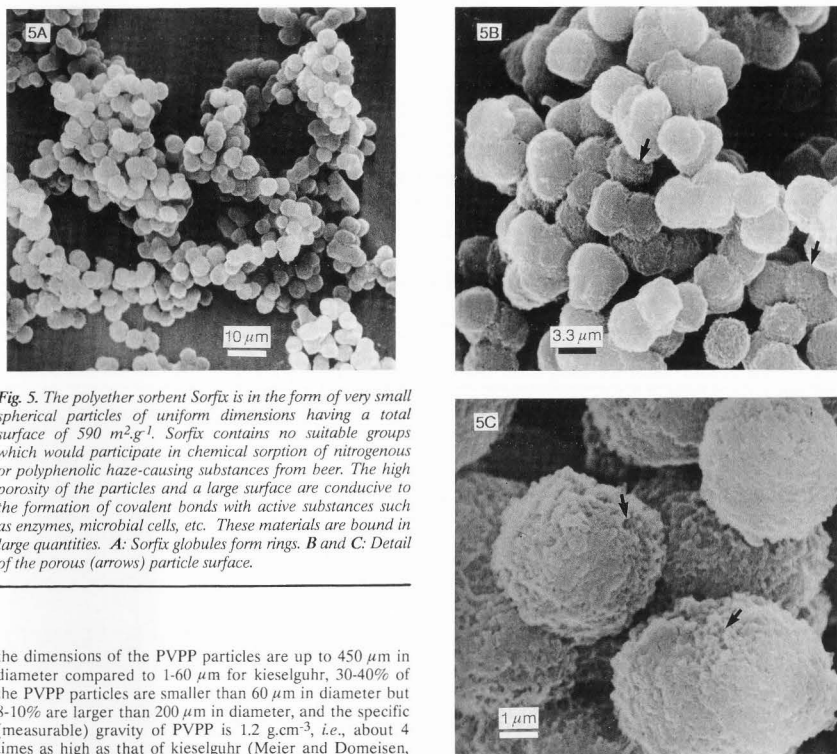 5A
10 μm
Fig. 5. The polyether sorbent Sorfix is in the form of very small
spherical particles of uniform dimensions having a total
surface of 590 m².g⁻¹. Sorfix contains no suitable groups
which would participate in chemical sorption of nitrogenous
or polyphenolic haze-causing substances from beer. The high
porosity of the particles and a large surface are conducive to
the formation of covalent bonds with active substances such
as enzymes, microbial cells, etc. These materials are bound in
large quantities. A: Sorfix globules form rings. B and C: Detail
of the porous (arrows) particle surface.
the dimensions of the PVPP particles are up to 450 μm in
diameter compared to 1-60 μm for kieselguhr, 30-40% of
the PVPP particles are smaller than 60 μm in diameter but
8-10% are larger than 200 μm in diameter, and the specific
(measurable) gravity of PVPP is 1.2 g.cm⁻³, i.e., about 4
times as high as that of kieselguhr (Meier and Domeisen,
5B
3.3 μm
5C
1 μm